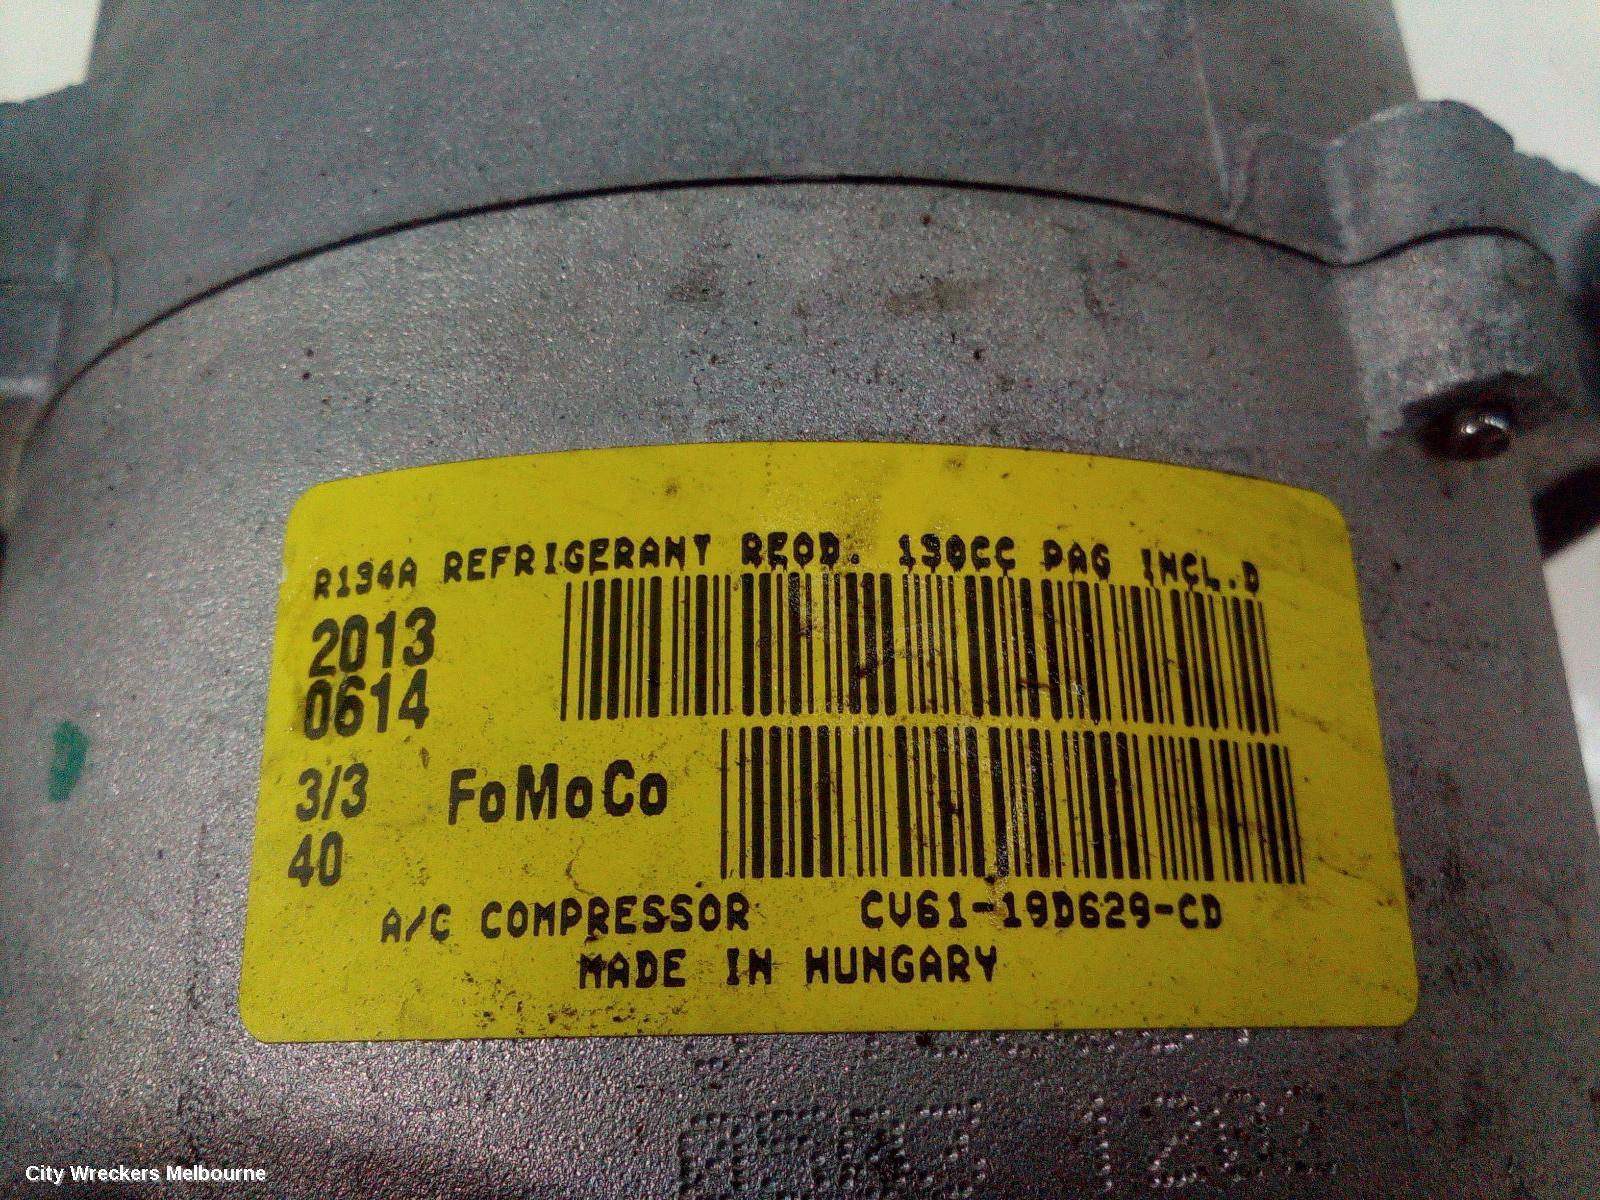 R134A REFRIGERANT REQD. 130CC PAG INCL.D
2013
0614
3/3
FoMoCo
40
A/C COMPRESSOR CV61-19D629-CD
MADE IN HUNGARY
City Wreckers Melbourne